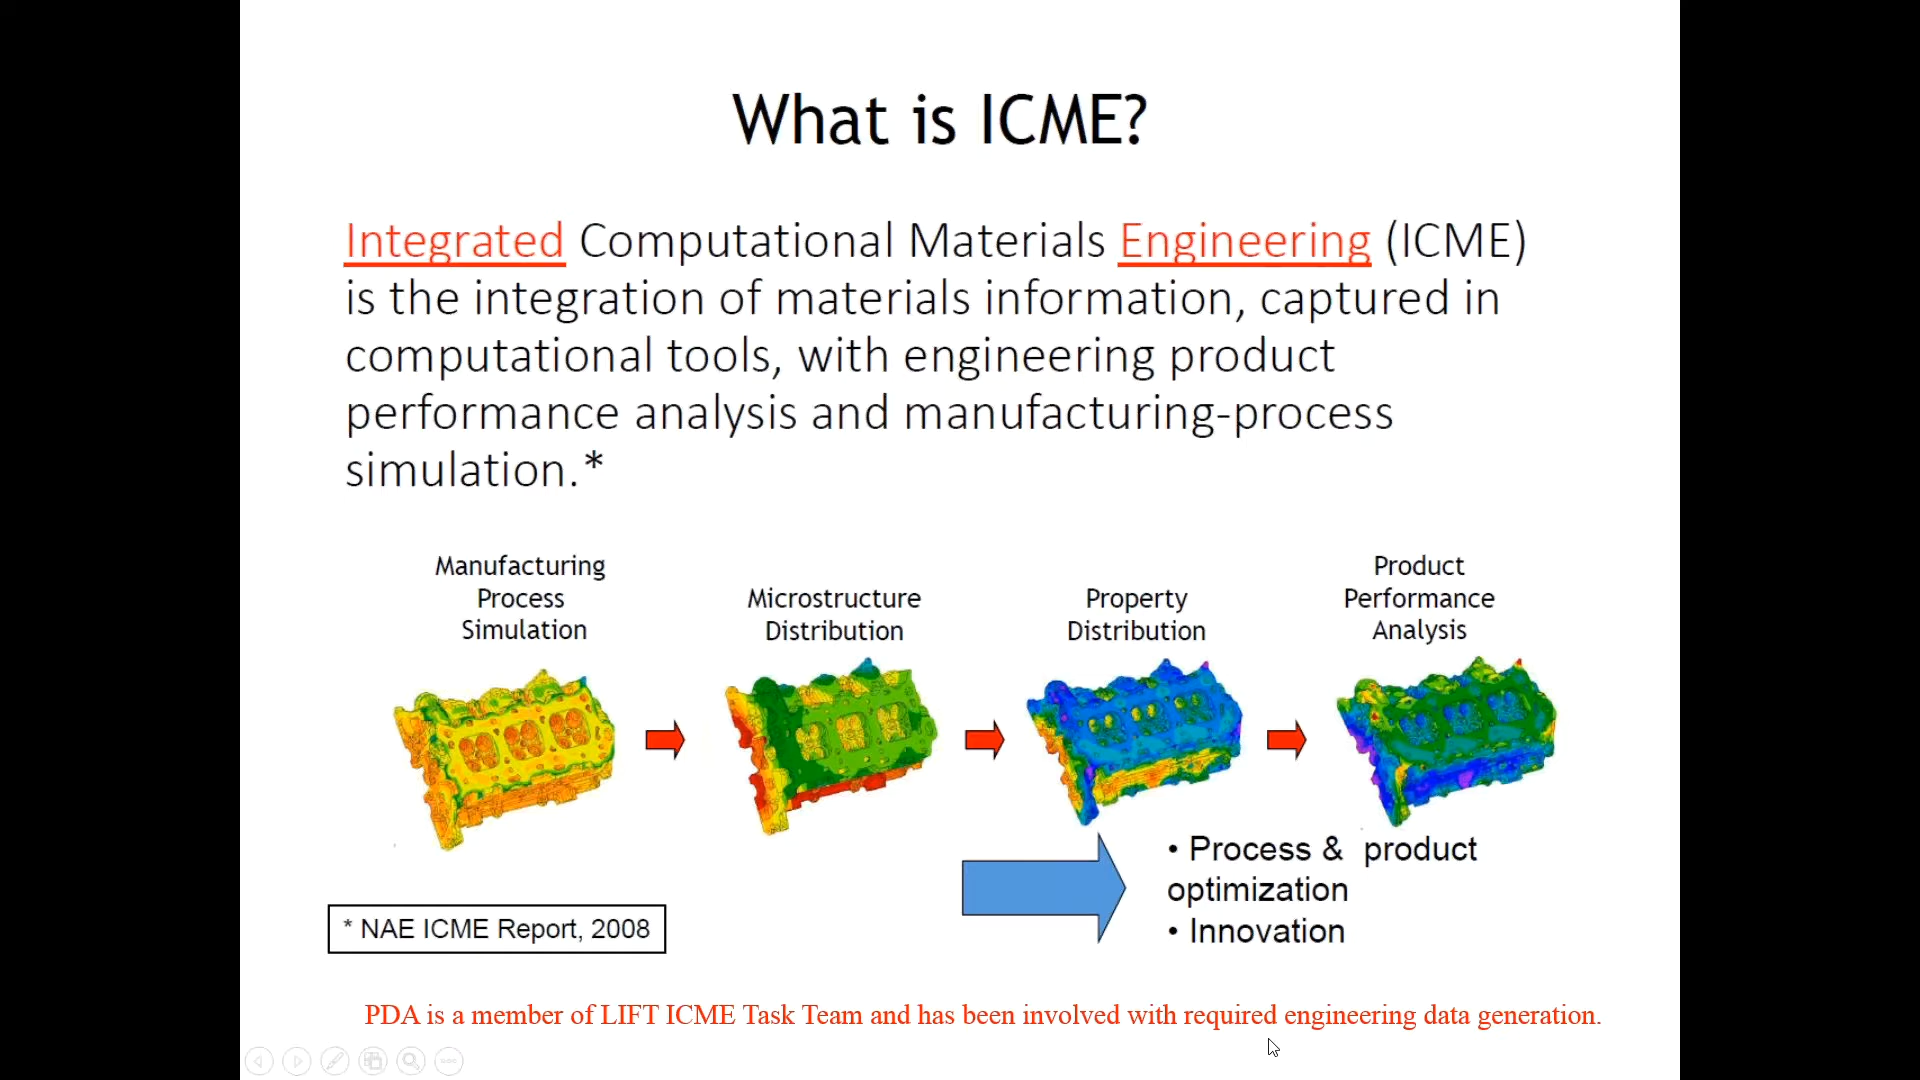 What is ICME?
Integrated Computational Materials Engineering (ICME)
is the integration of materials information, captured in
computational tools, with engineering product
performance analysis and manufacturing-process
simulation.*
Manufacturing
Process
Simulation
Microstructure
Distribution
Property
Distribution
Product
Performance
Analysis
• Process & product
optimization
• Innovation
* NAE ICME Report, 2008
PDA is a member of LIFT ICME Task Team and has been involved with required engineering data generation.